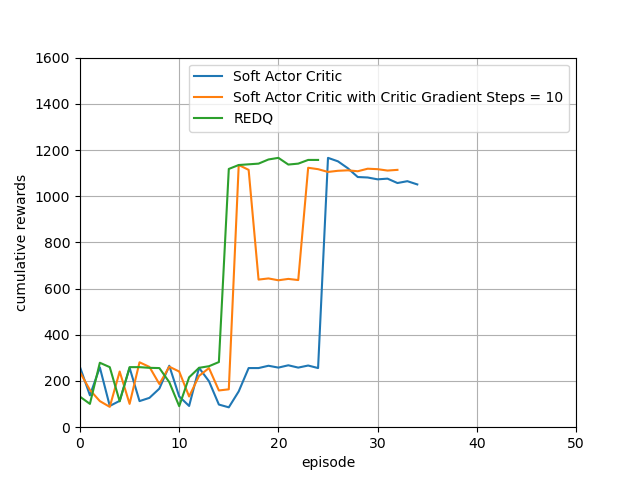 1600
1400
1200
1000
800
600
400
200
0
cumulative rewards
Soft Actor Critic
Soft Actor Critic with Critic Gradient Steps = 10
REDQ
0 10 20 30 40 50
episode